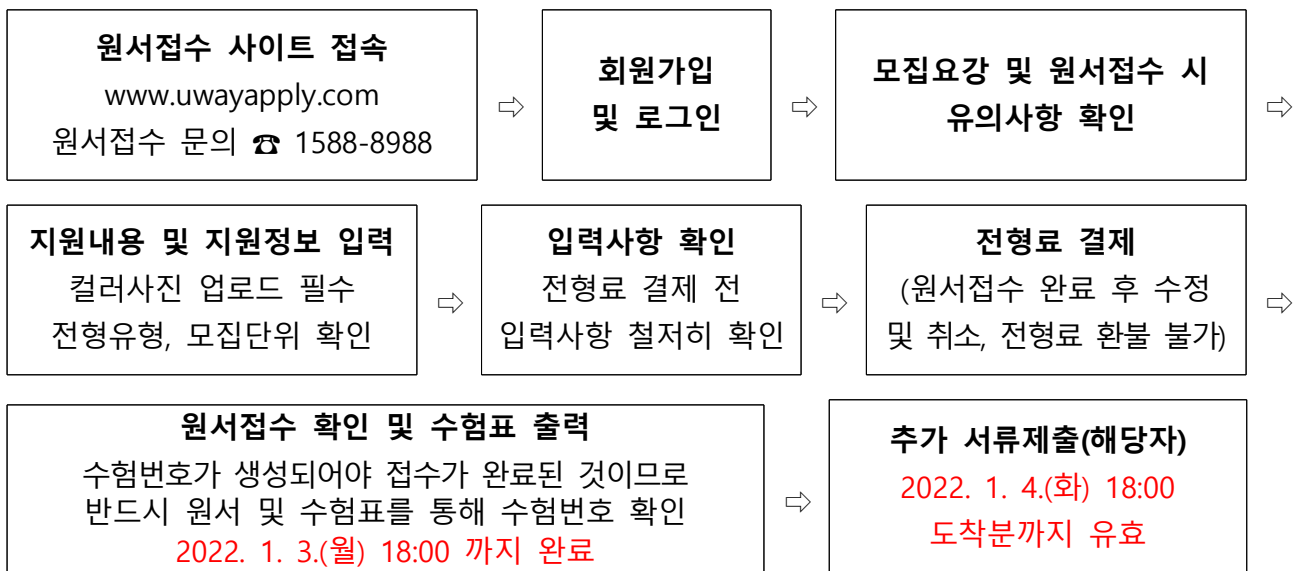 원서접수 사이트 접속
www.uwayapply.com
원서접수 문의 ☎ 1588-8988
⇨
회원가입
및 로그인
⇨
모집요강 및 원서접수 시
유의사항 확인
⇨
지원내용 및 지원정보 입력
컬러사진 업로드 필수
전형유형, 모집단위 확인
⇨
입력사항 확인
전형료 결제 전
입력사항 철저히 확인
⇨
전형료 결제
(원서접수 완료 후 수정
및 취소, 전형료 환불 불가)
⇨
원서접수 확인 및 수험표 출력
수험번호가 생성되어야 접수가 완료된 것이므로
반드시 원서 및 수험표를 통해 수험번호 확인
2022. 1. 3.(월) 18:00 까지 완료
⇨
추가 서류제출(해당자)
2022. 1. 4.(화) 18:00
도착분까지 유효